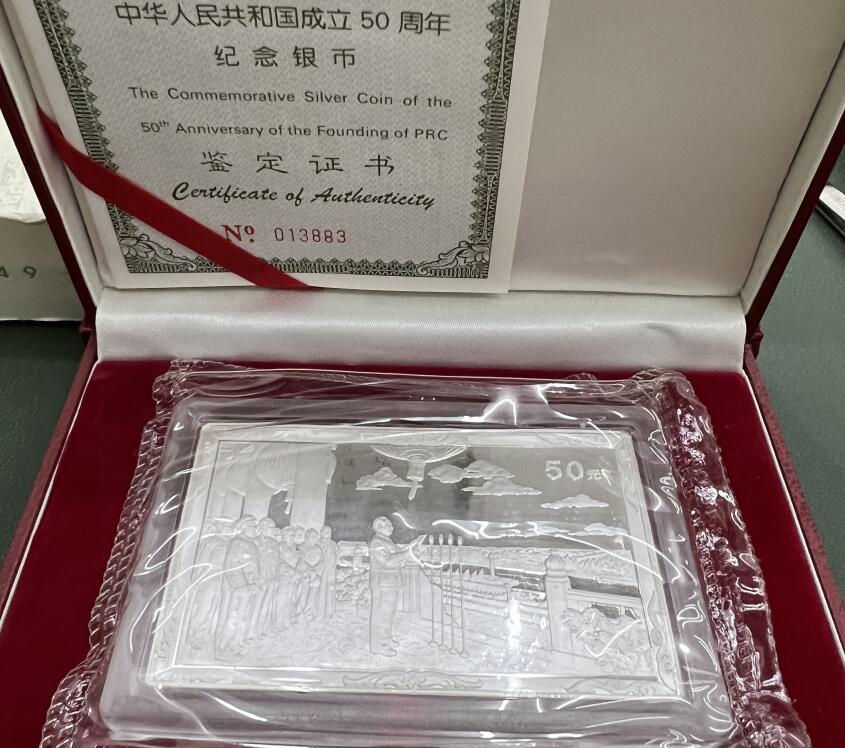 中华人民共和国成立 50 周年
纪念银币
The Commemorative Silver Coin of the
50th Anniversary of the Founding of PRC
鉴定证书
Certificate of Authenticity
Nº 013883
49
50元